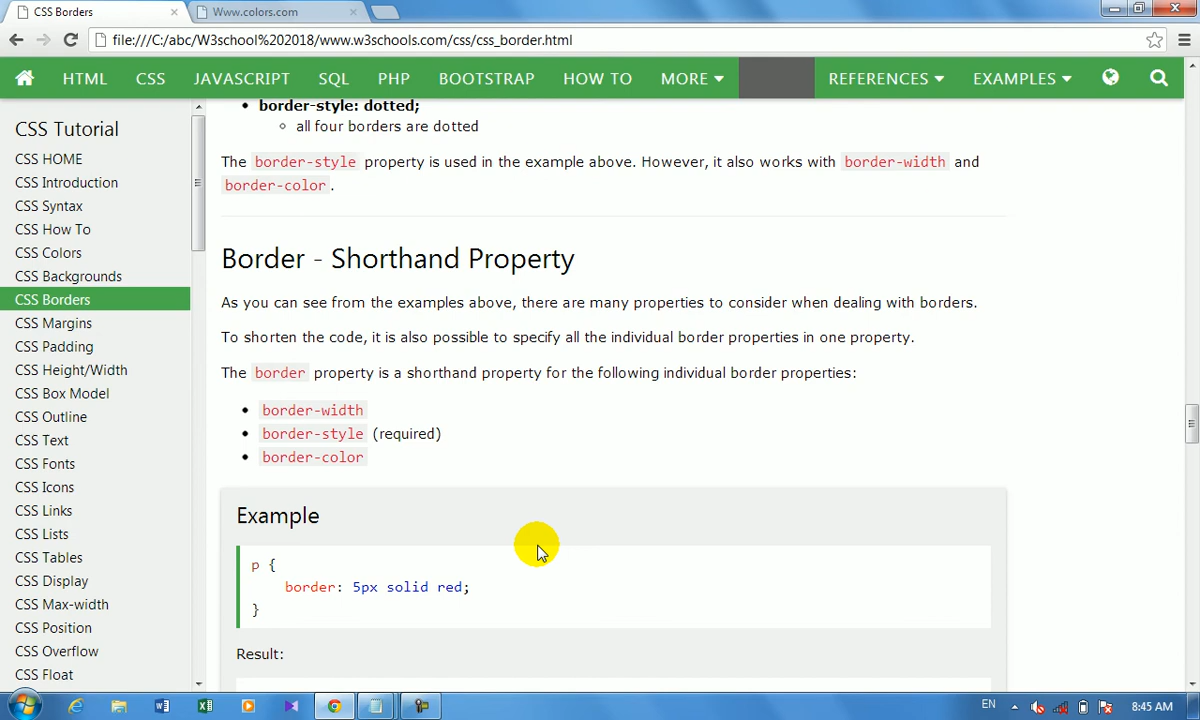 CSS Borders
Www.colors.com
file:///C:/abc/W3school%202018/www.w3schools.com/css/css_border.html
HTML CSS JAVASCRIPT SQL PHP BOOTSTRAP HOW TO MORE REFERENCES EXAMPLES
CSS Tutorial
CSS HOME
CSS Introduction
CSS Syntax
CSS How To
CSS Colors
CSS Backgrounds
CSS Borders
CSS Margins
CSS Padding
CSS Height/Width
CSS Box Model
CSS Outline
CSS Text
CSS Fonts
CSS Icons
CSS Links
CSS Lists
CSS Tables
CSS Display
CSS Max-width
CSS Position
CSS Overflow
CSS Float
border-style: dotted;
all four borders are dotted
The border-style property is used in the example above. However, it also works with border-width and
border-color.
Border - Shorthand Property
As you can see from the examples above, there are many properties to consider when dealing with borders.
To shorten the code, it is also possible to specify all the individual border properties in one property.
The border property is a shorthand property for the following individual border properties:
border-width
border-style (required)
border-color
Example
p {
border: 5px solid red;
}
Result:
EN 8:45 AM